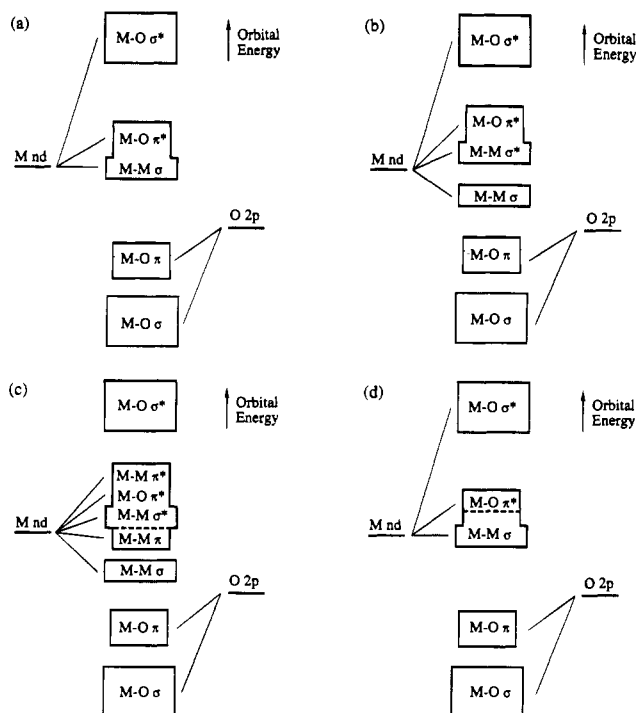 (a)
M-O σ*
Orbital
Energy
M-O π*
M nd
M-M σ
O 2p
M-O π
M-O σ
(b)
M-O σ*
Orbital
Energy
M-O π*
M-M σ*
M nd
M-M σ
O 2p
M-O π
M-O σ
(c)
M-O σ*
Orbital
Energy
M-M π*
M-O π*
M-M σ*
M nd
M-M π
M-M σ
O 2p
M-O π
M-O σ
(d)
M-O σ*
Orbital
Energy
M-O π*
M nd
M-M σ
O 2p
M-O π
M-O σ